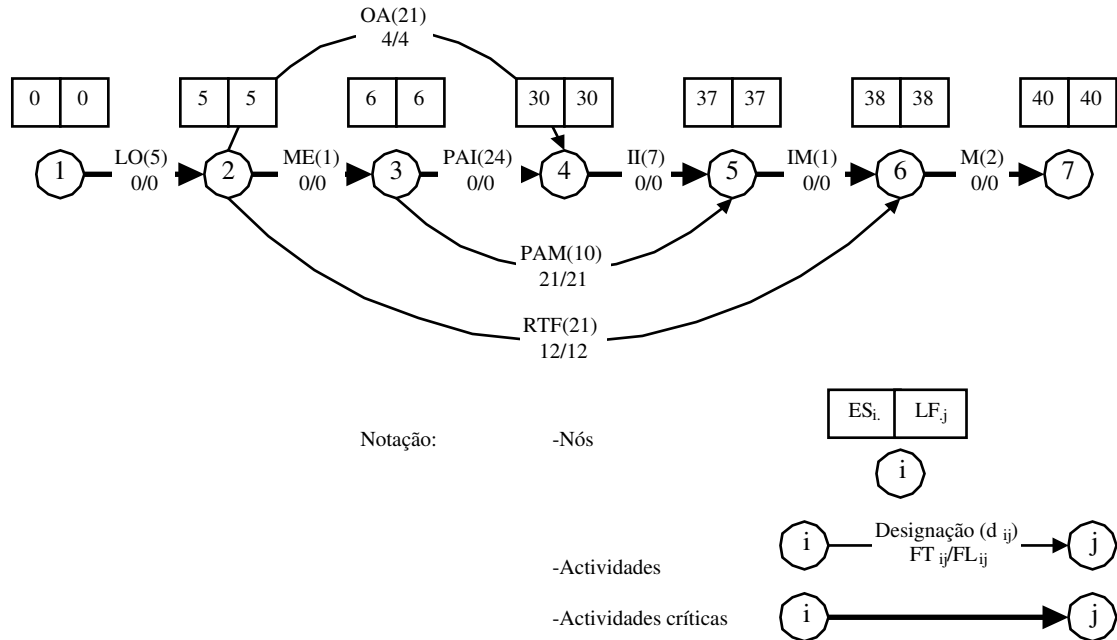 OA(21)
4/4
0 0 5 5 6 6 30 30 37 37 38 38 40 40
1 LO(5) 2 ME(1) 3 PAI(24) 4 II(7) 5 IM(1) 6 M(2) 7
0/0 0/0 0/0 0/0 0/0 0/0
PAM(10)
21/21
RTF(21)
12/12
ESi. LF.j
Notação: -Nós
i
i Designação (d ij) j
FT ij/FL ij
-Actividades
-Actividades críticas i j